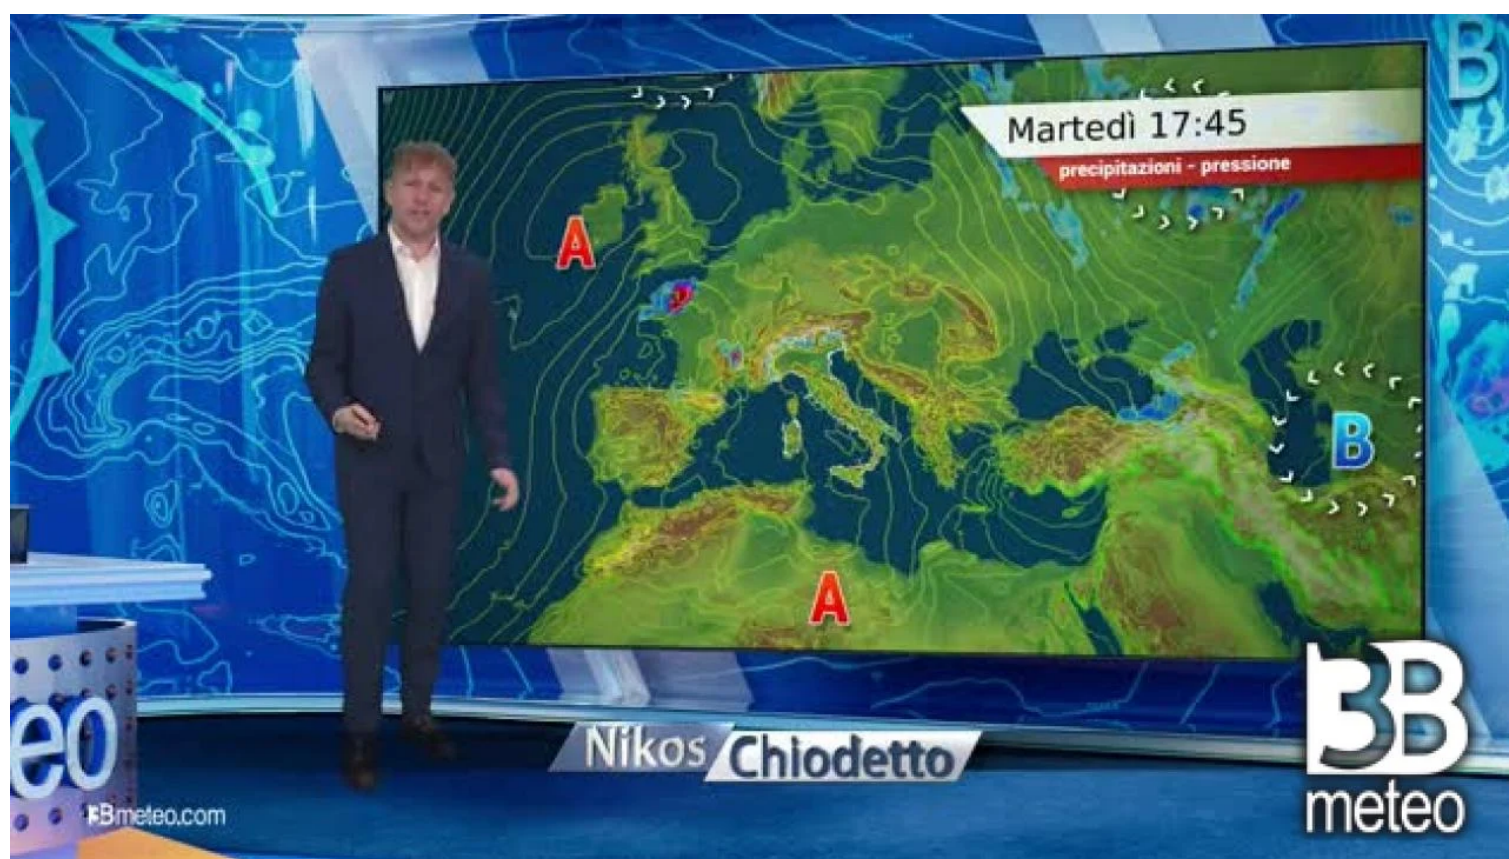 B
Martedì 17:45
precipitazioni - pressione
A
B
A
Nikos Chiodetto
3B
meteo
eo
3Bmeteo.com